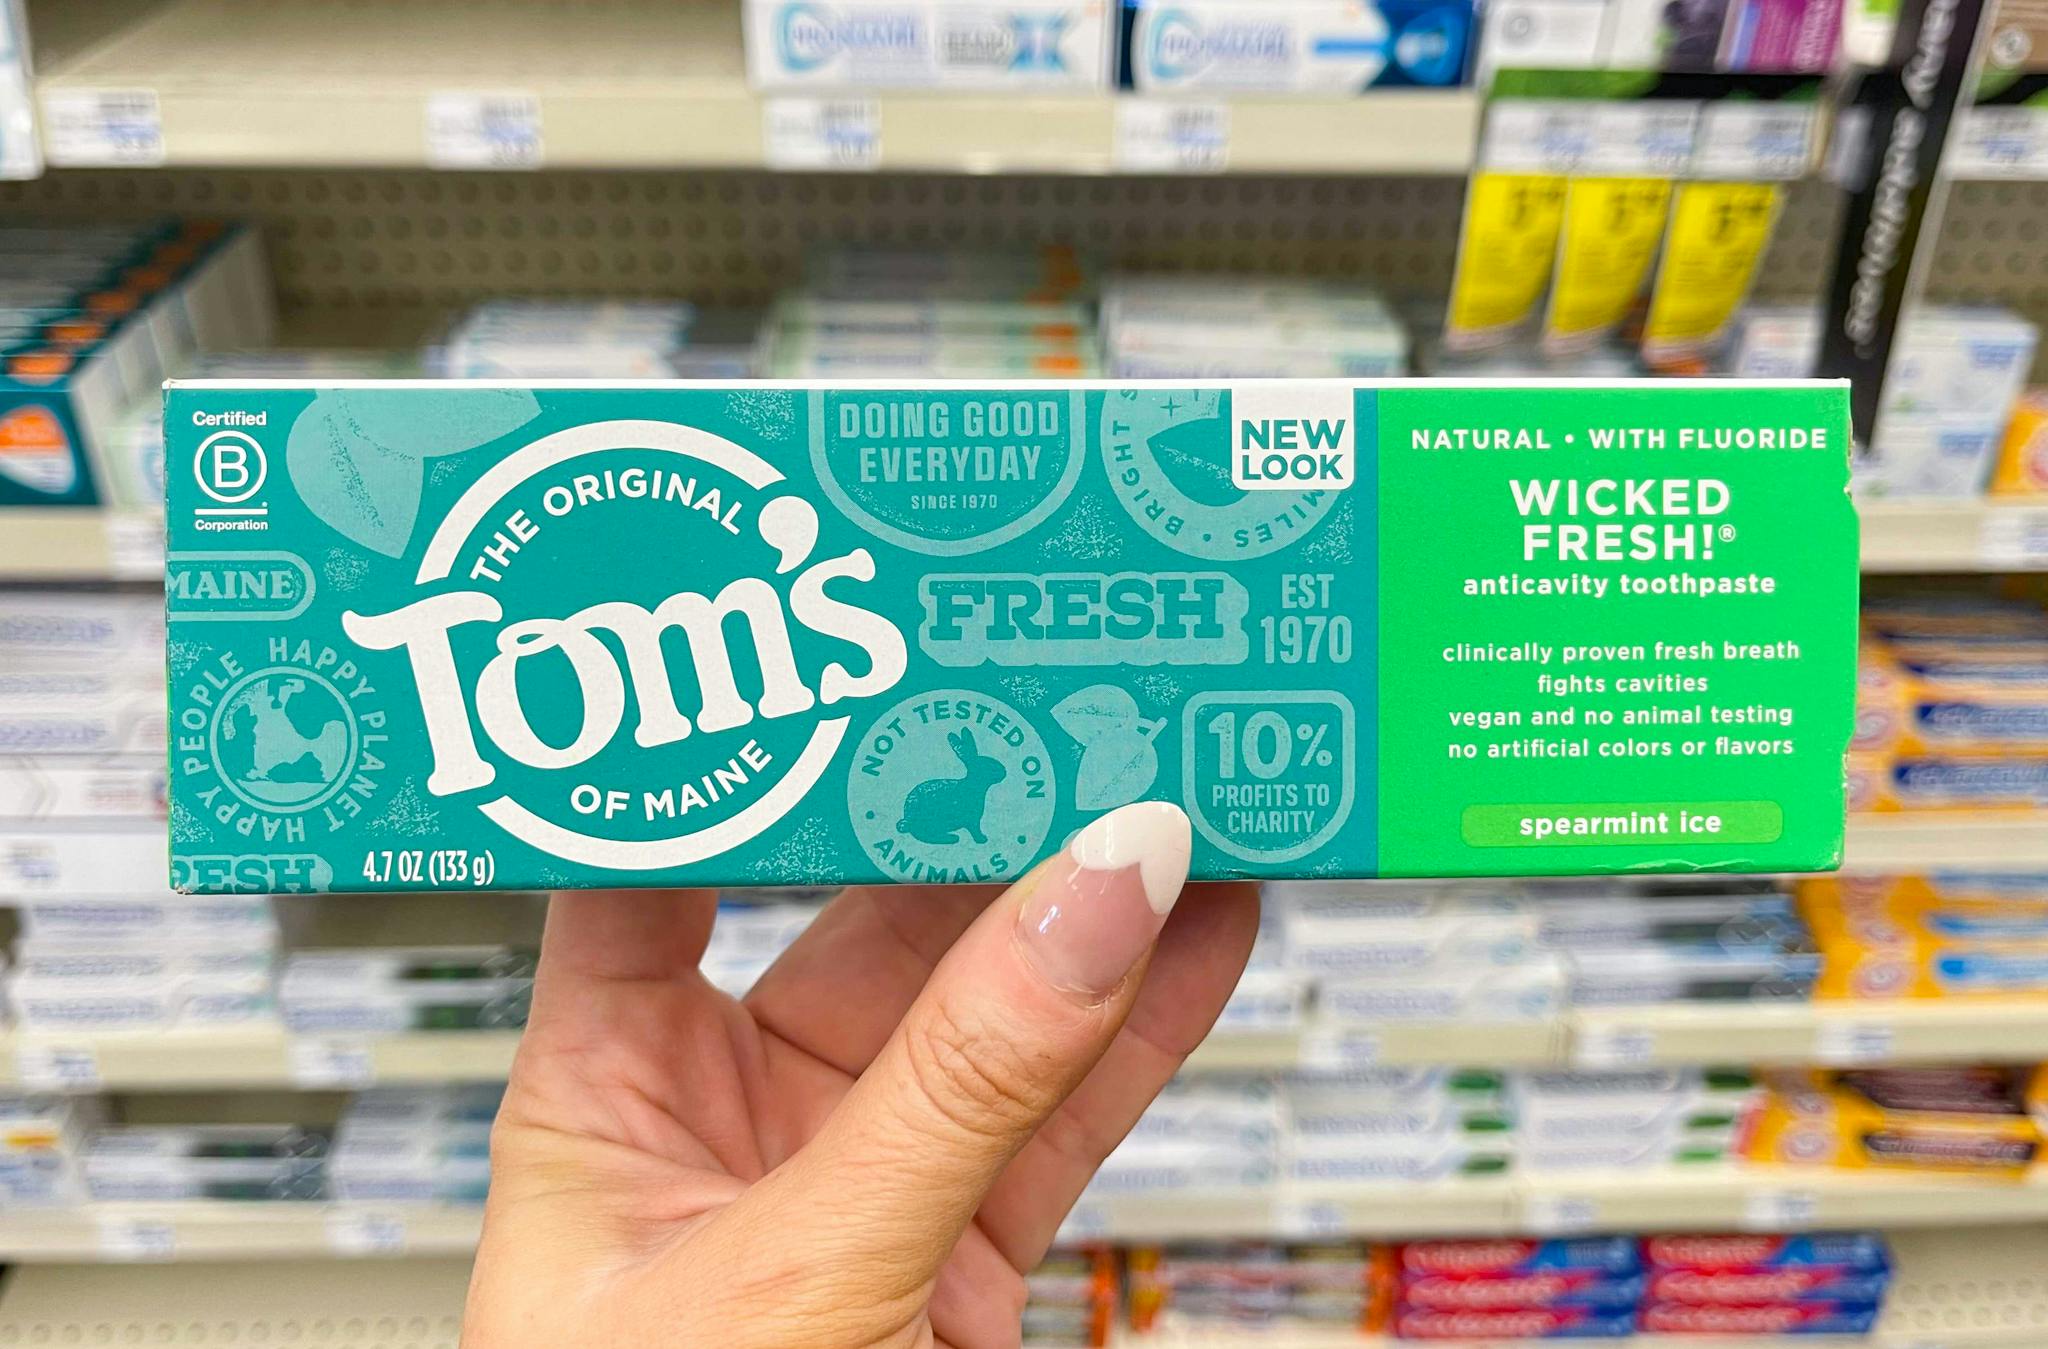 Certified
B
Corporation
MAINE
HAPPY PEOPLE HAPPY PLANET
FRESH
4.7 OZ (133 g)
THE ORIGINAL
Tom's
OF MAINE
DOING GOOD
EVERYDAY
SINCE 1970
BRIGHT SMILES
NEW
LOOK
FRESH
EST
1970
NOT TESTED ON
ANIMALS
10%
PROFITS TO
CHARITY
NATURAL • WITH FLUORIDE
WICKED
FRESH!®
anticavity toothpaste
clinically proven fresh breath
fights cavities
vegan and no animal testing
no artificial colors or flavors
spearmint ice